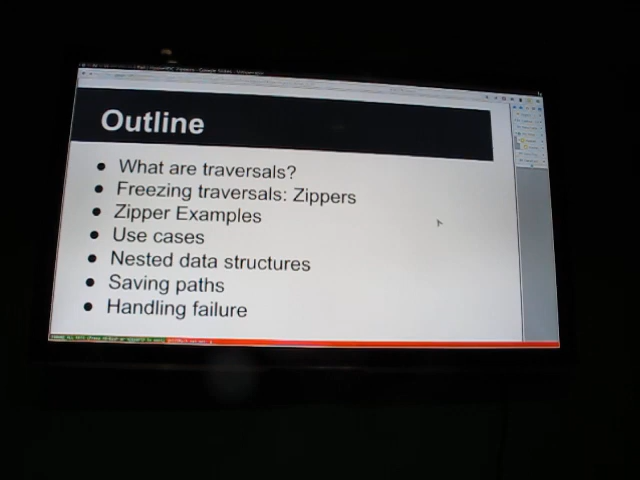 Outline
● What are traversals?
● Freezing traversals: Zippers
● Zipper Examples
● Use cases
● Nested data structures
● Saving paths
● Handling failure